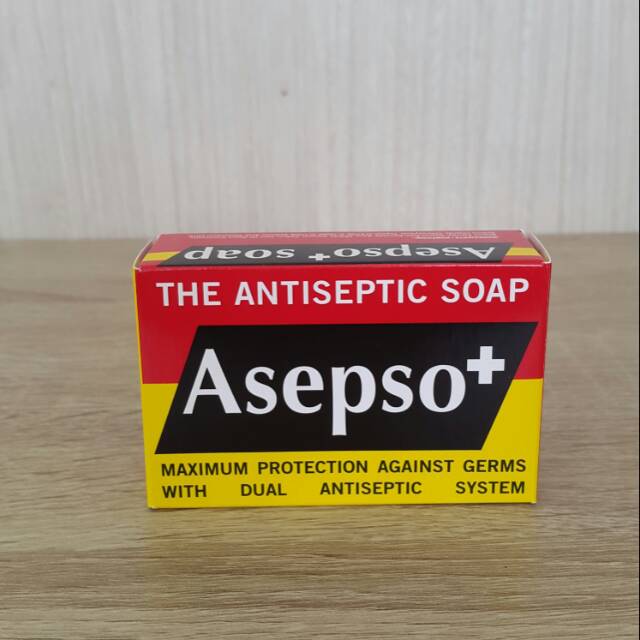 Asepso+ soap
THE ANTISEPTIC SOAP
Asepso+
MAXIMUM PROTECTION AGAINST GERMS
WITH DUAL ANTISEPTIC SYSTEM